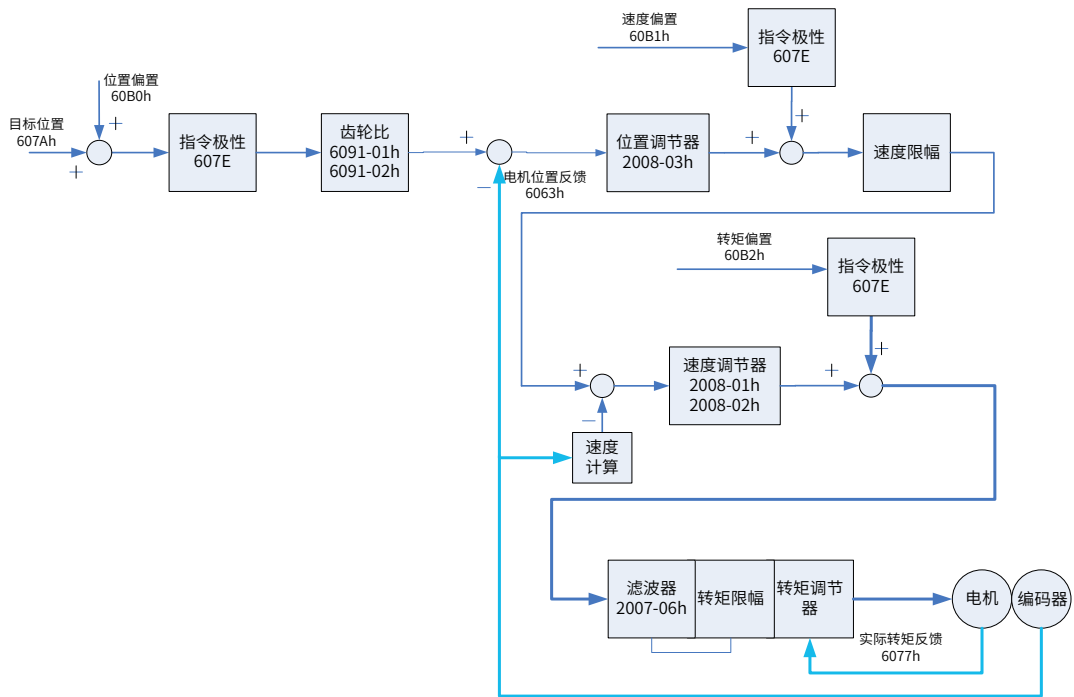 速度偏置
60B1h
指令极性
607E
位置偏置
60B0h
+
目标位置
607Ah
+
指令极性
607E
齿轮比
6091-01h
6091-02h
+
电机位置反馈
6063h
—
位置调节器
2008-03h
+
+
速度限幅
转矩偏置
60B2h
指令极性
607E
+
+
—
速度
计算
速度调节器
2008-01h
2008-02h
+
滤波器
2007-06h
转矩限幅
转矩调节
器
电机
编码器
实际转矩反馈
6077h